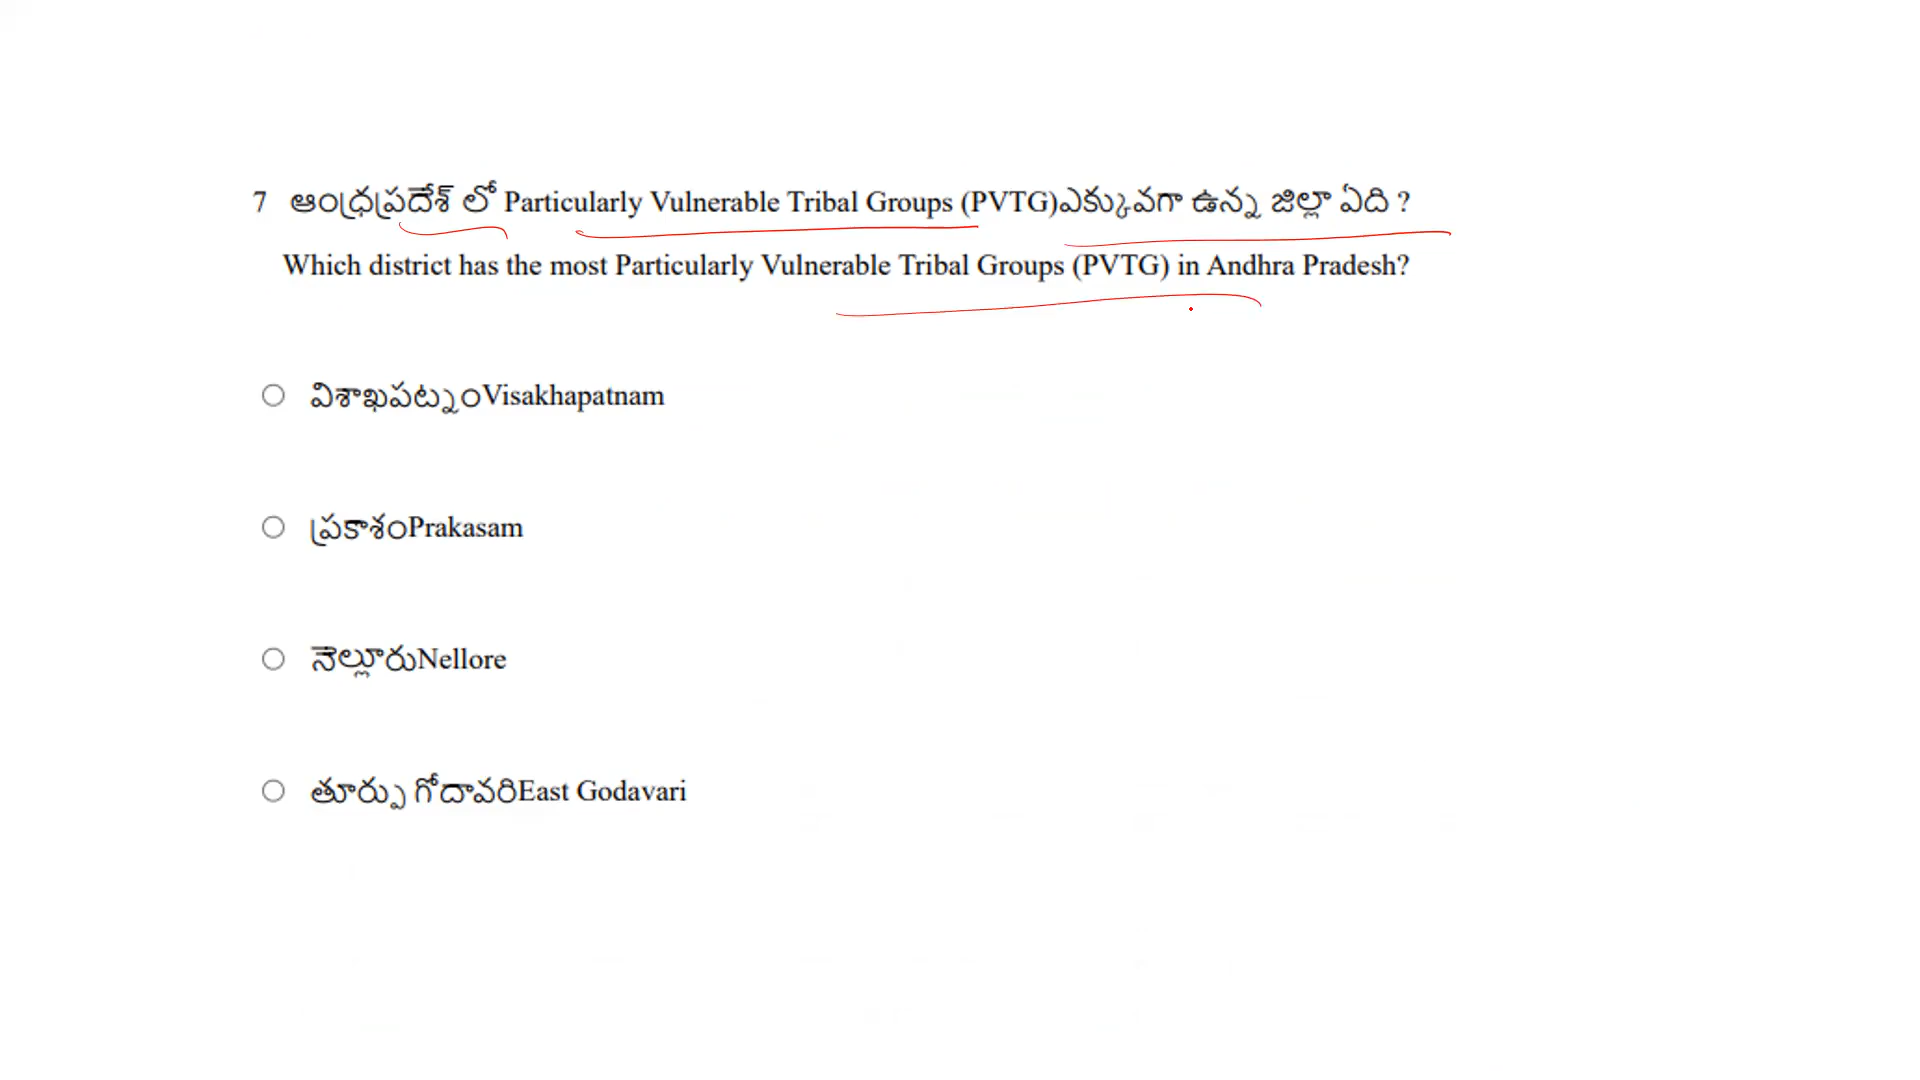 7 ఆంధ్రప్రదేశ్ లో Particularly Vulnerable Tribal Groups (PVTG)ఎక్కువగా ఉన్న జిల్లా ఏది ?
Which district has the most Particularly Vulnerable Tribal Groups (PVTG) in Andhra Pradesh?
విశాఖపట్నంVisakhapatnam
ప్రకాశంPrakasam
నెల్లూరుNellore
తూర్పు గోదావరిEast Godavari